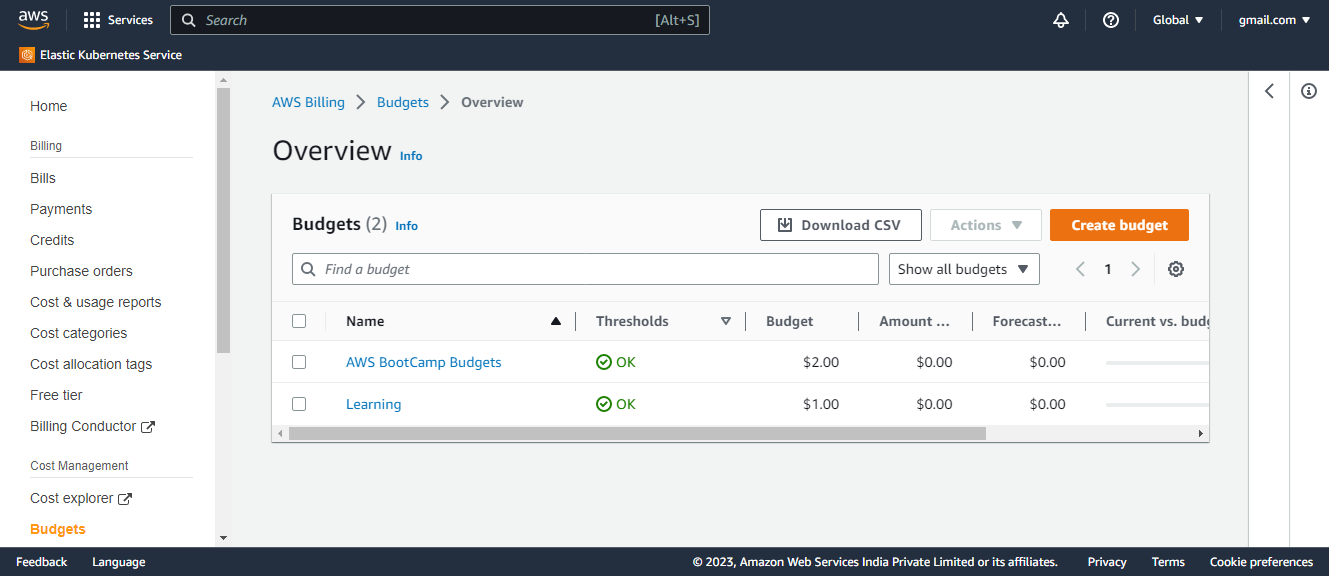 aws Services Search [Alt+S] Global gmail.com
Elastic Kubernetes Service
Home
Billing
Bills
Payments
Credits
Purchase orders
Cost & usage reports
Cost categories
Cost allocation tags
Free tier
Billing Conductor
Cost Management
Cost explorer
Budgets
AWS Billing Budgets Overview
Overview Info
Budgets (2) Info Download CSV Actions Create budget
Find a budget Show all budgets 1
Name Thresholds Budget Amount ... Forecast... Current vs. budg
AWS BootCamp Budgets OK $2.00 $0.00 $0.00
Learning OK $1.00 $0.00 $0.00
Feedback Language © 2023, Amazon Web Services India Private Limited or its affiliates. Privacy Terms Cookie preferences